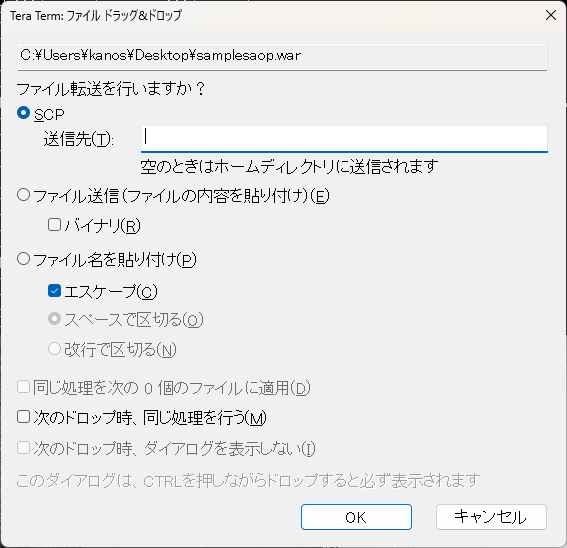 Tera Term: ファイル ドラッグ&ドロップ
C:¥Users¥kanos¥Desktop¥samplesaop.war
ファイル転送を行いますか？
SCP
送信先(T):
空のときはホームディレクトリに送信されます
ファイル送信(ファイルの内容を貼り付け)(E)
バイナリ(R)
ファイル名を貼り付け(P)
エスケープ(C)
スペースで区切る(O)
改行で区切る(N)
同じ処理を次の 0 個のファイルに適用(D)
次のドロップ時、同じ処理を行う(M)
次のドロップ時、ダイアログを表示しない(I)
このダイアログは、CTRLを押しながらドロップすると必ず表示されます
OK キャンセル